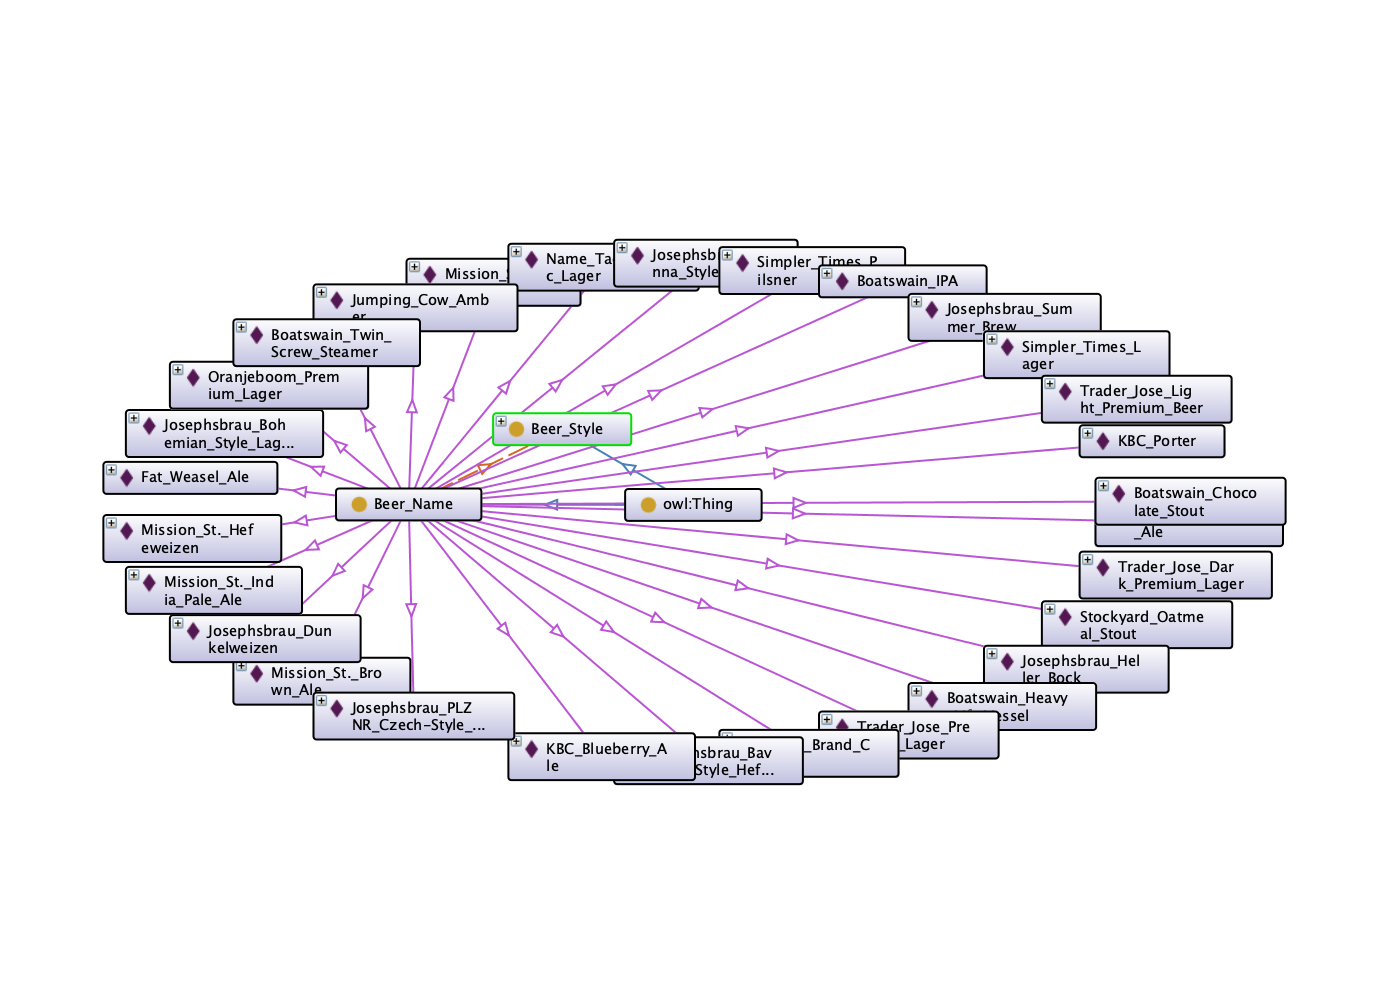 Mission_
Name_Ta
c_Lager
Josephsb
nna_Style
Simpler_Times_P
ilsner
Boatswain_IPA
Jumping_Cow_Amb
er
Josephsbrau_Sum
mer_Brew
Boatswain_Twin_
Screw_Steamer
Simpler_Times_L
ager
Oranjeboom_Prem
ium_Lager
Trader_Jose_Lig
ht_Premium_Beer
Josephsbrau_Boh
emian_Style_Lag...
Beer_Style
KBC_Porter
Fat_Weasel_Ale
Beer_Name
owl:Thing
Boatswain_Choco
late_Stout
_Ale
Mission_St._Hef
eweizen
Mission_St._Ind
ia_Pale_Ale
Trader_Jose_Dar
k_Premium_Lager
Josephsbrau_Dun
kelweizen
Stockyard_Oatme
al_Stout
Mission_St._Bro
wn_Ale
Josephsbrau_Hel
ler_Bock
Josephsbrau_PLZ
NR_Czech-Style_...
Boatswain_Heavy
essel
Trader_Jose_Pre
_Lager
KBC_Blueberry_A
le
sbrau_Bav
Style_Hef...
_Brand_C